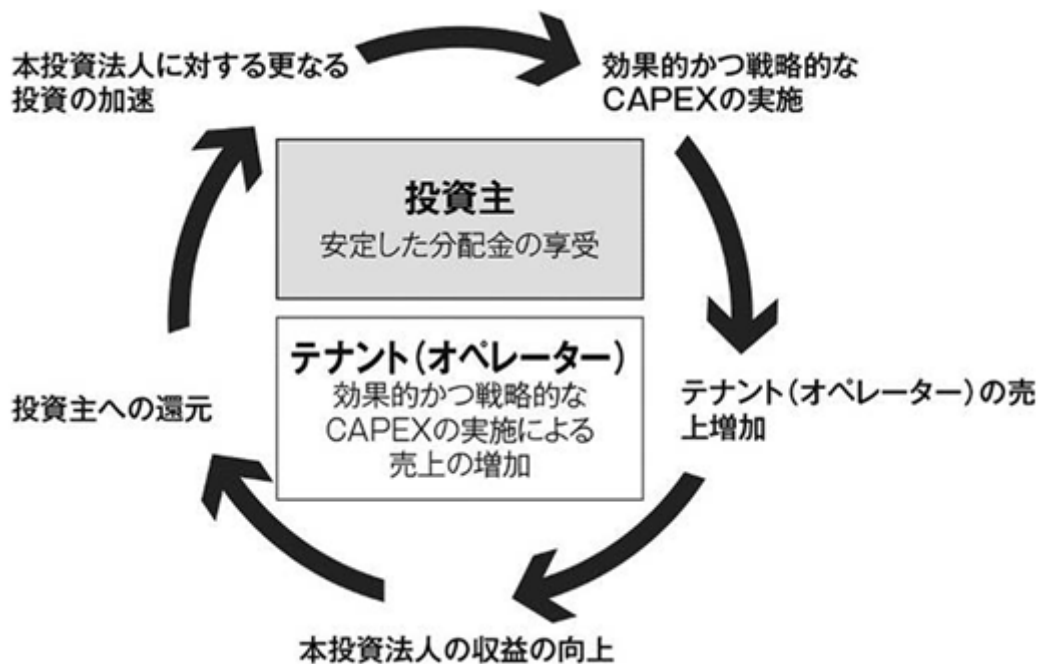 本投資法人に対する更なる
投資の加速
効果的かつ戦略的な
CAPEXの実施
投資主
安定した分配金の享受
テナント(オペレーター)
効果的かつ戦略的な
CAPEXの実施による
売上の増加
投資主への還元
テナント(オペレーター)の売
上増加
本投資法人の収益の向上